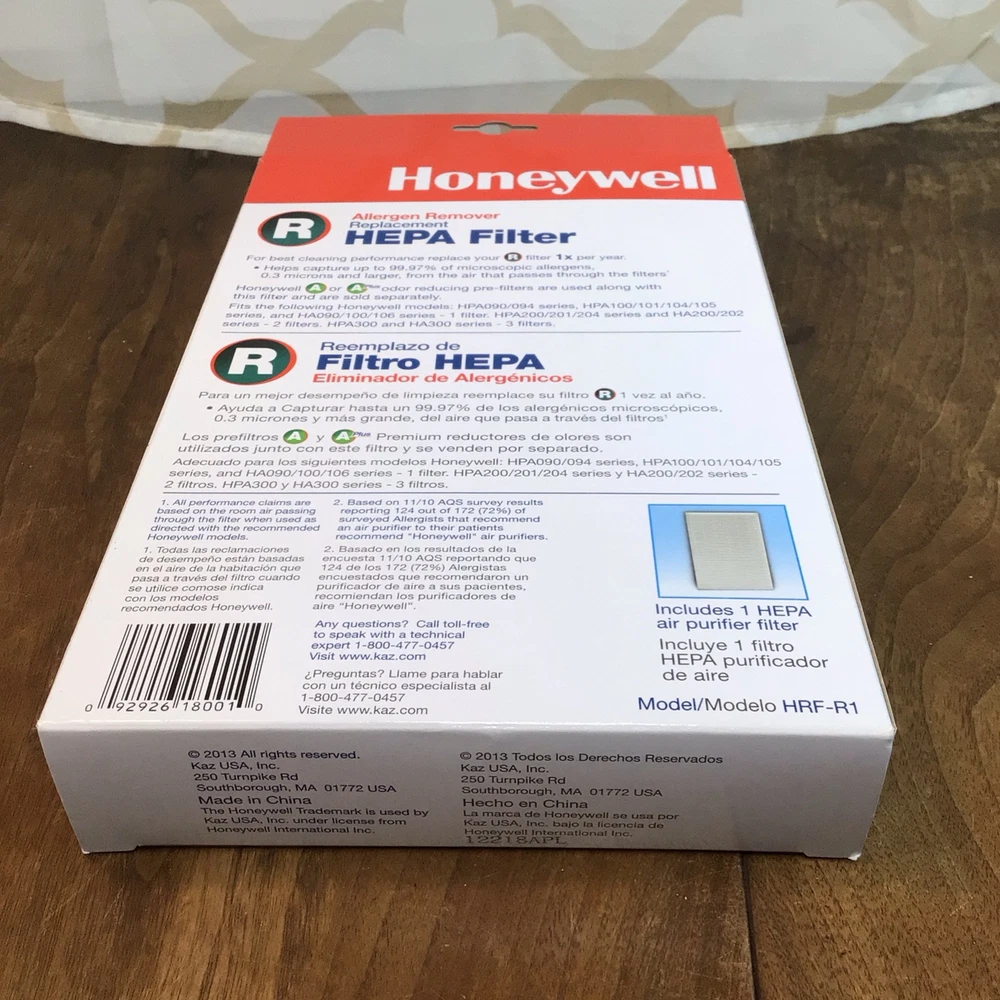 Honeywell
R
Allergen Remover
Replacement
HEPA Filter
For best cleaning performance replace your R filter 1x per year.
• Helps capture up to 99.97% of microscopic allergens,
0.3 microns and larger, from the air that passes through the filters¹
Honeywell A or A Plus odor reducing pre-filters are used along with
this filter and are sold separately.
Fits the following Honeywell models: HPA090/094 series, HPA100/101/104/105
series, and HA090/100/106 series - 1 filter. HPA200/201/204 series and HA200/202
series - 2 filters. HPA300 and HA300 series - 3 filters.
R
Reemplazo de
Filtro HEPA
Eliminador de Alergénicos
Para un mejor desempeño de limpieza reemplace su filtro R 1 vez al año.
• Ayuda a Capturar hasta un 99.97% de los alergénicos microscópicos,
0.3 micrones y más grande, del aire que pasa a través del filtros¹
Los prefiltros A y A Plus Premium reductores de olores son
utilizados junto con este filtro y se venden por separado.
Adecuado para los siguientes modelos Honeywell: HPA090/094 series, HPA100/101/104/105
series, and HA090/100/106 series - 1 filter. HPA200/201/204 series y HA200/202 series -
2 filtros. HPA300 y HA300 series - 3 filtros.
1. All performance claims are
based on the room air passing
through the filter when used as
directed with the recommended
Honeywell models.
1. Todas las reclamaciones
de desempeño están basadas
en el aire de la habitación que
pasa a través del filtro cuando
se utilice comose indica
con los modelos
recomendados Honeywell.
2. Based on 11/10 AQS survey results
reporting 124 out of 172 (72%) of
surveyed Allergists that recommend
an air purifier to their patients
recommend "Honeywell" air purifiers.
2. Basado en los resultados de la
encuesta 11/10 AQS reportando que
124 de los 172 (72%) Alergistas
encuestados que recomendaron un
purificador de aire a sus pacientes,
recomiendan los purificadores de
aire "Honeywell".
Any questions? Call toll-free
to speak with a technical
expert 1-800-477-0457
Visit www.kaz.com
¿Preguntas? Llame para hablar
con un técnico especialista al
1-800-477-0457
Visite www.kaz.com
0 92926 18001 0
Includes 1 HEPA
air purifier filter
Incluye 1 filtro
HEPA purificador
de aire
Model/Modelo HRF-R1
© 2013 All rights reserved.
Kaz USA, Inc.
250 Turnpike Rd
Southborough, MA 01772 USA
Made in China
The Honeywell Trademark is used by
Kaz USA, Inc. under license from
Honeywell International Inc.
© 2013 Todos los Derechos Reservados
Kaz USA, Inc.
250 Turnpike Rd
Southborough, MA 01772 USA
Hecho en China
La marca de Honeywell se usa por
Kaz USA, Inc. bajo la licencia de
Honeywell International Inc.
12218APL